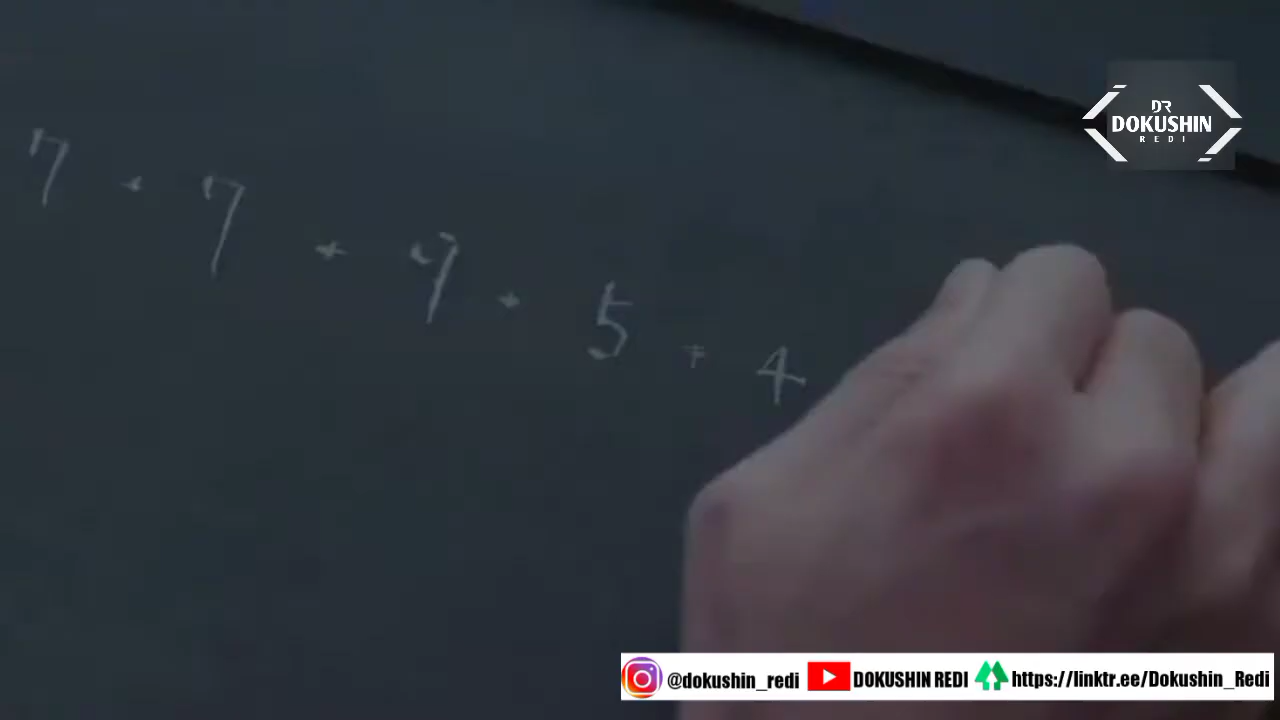 7 + 7 + 9 + 5 + 4
DR
DOKUSHIN
REDI
@dokushin_redi DOKUSHIN REDI https://linktr.ee/Dokushin_Redi